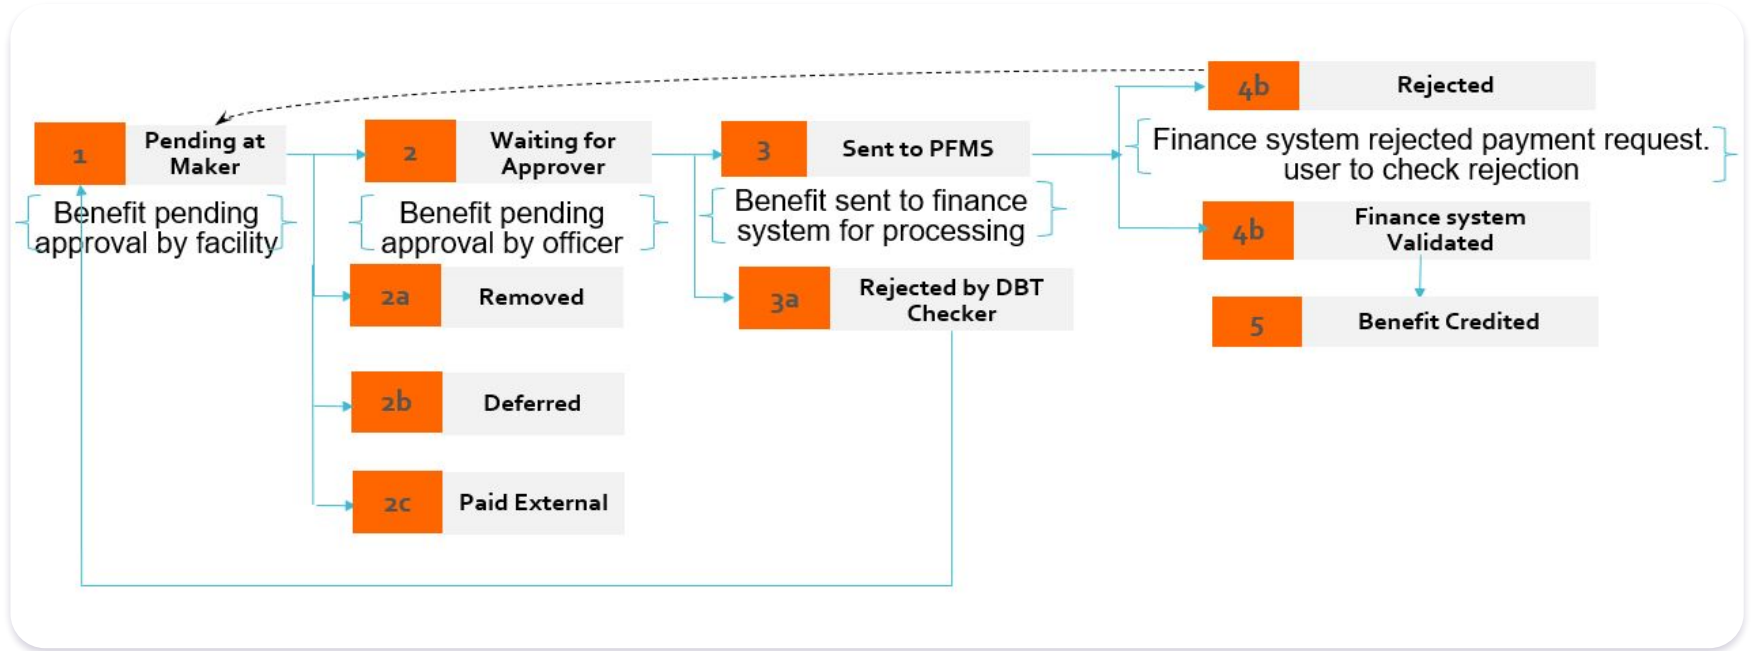 1
Pending at
Maker
Benefit pending
approval by facility
2
Waiting for
Approver
Benefit pending
approval by officer
2a
Removed
2b
Deferred
2c
Paid External
3
Sent to PFMS
Benefit sent to finance
system for processing
3a
Rejected by DBT
Checker
4b
Rejected
Finance system rejected payment request.
user to check rejection
4b
Finance system
Validated
5
Benefit Credited